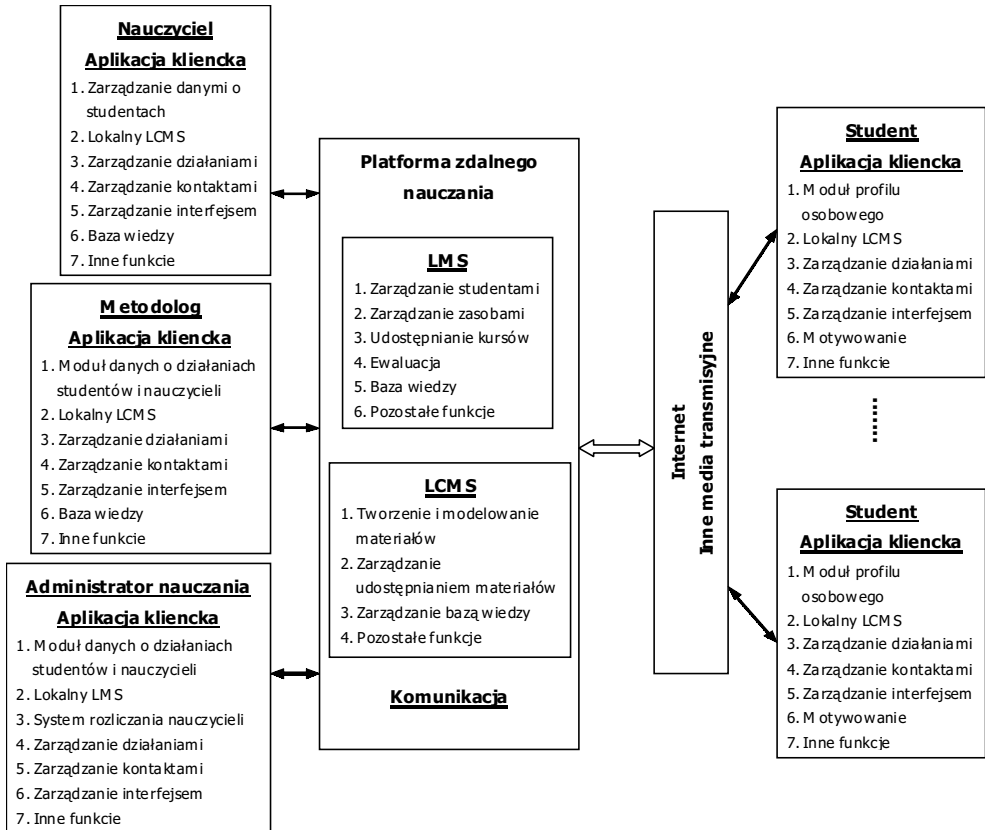 Nauczyciel
Aplikacja kliencka
1. Zarządzanie danymi o
studentach
2. Lokalny LCMS
3. Zarządzanie działaniami
4. Zarządzanie kontaktami
5. Zarządzanie interfejsem
6. Baza wiedzy
7. Inne funkcie
Metodolog
Aplikacja kliencka
1. Moduł danych o działaniach
studentów i nauczycieli
2. Lokalny LCMS
3. Zarządzanie działaniami
4. Zarządzanie kontaktami
5. Zarządzanie interfejsem
6. Baza wiedzy
7. Inne funkcie
Administrator nauczania
Aplikacja kliencka
1. Moduł danych o działaniach
studentów i nauczycieli
2. Lokalny LMS
3. System rozliczania nauczycieli
4. Zarządzanie działaniami
5. Zarządzanie kontaktami
6. Zarządzanie interfejsem
7. Inne funkcie
Platforma zdalnego
nauczania
LMS
1. Zarządzanie studentami
2. Zarządzanie zasobami
3. Udostępnianie kursów
4. Ewaluacja
5. Baza wiedzy
6. Pozostałe funkcje
LCMS
1. Tworzenie i modelowanie
materiałów
2. Zarządzanie
udostępnianiem materiałów
3. Zarządzanie bazą wiedzy
4. Pozostałe funkcje
Komunikacja
Internet
Inne media transmisyjne
Student
Aplikacja kliencka
1. Moduł profilu
osobowego
2. Lokalny LCMS
3. Zarządzanie działaniami
4. Zarządzanie kontaktami
5. Zarządzanie interfejsem
6. Motywowanie
7. Inne funkcie
Student
Aplikacja kliencka
1. Moduł profilu
osobowego
2. Lokalny LCMS
3. Zarządzanie działaniami
4. Zarządzanie kontaktami
5. Zarządzanie interfejsem
6. Motywowanie
7. Inne funkcie